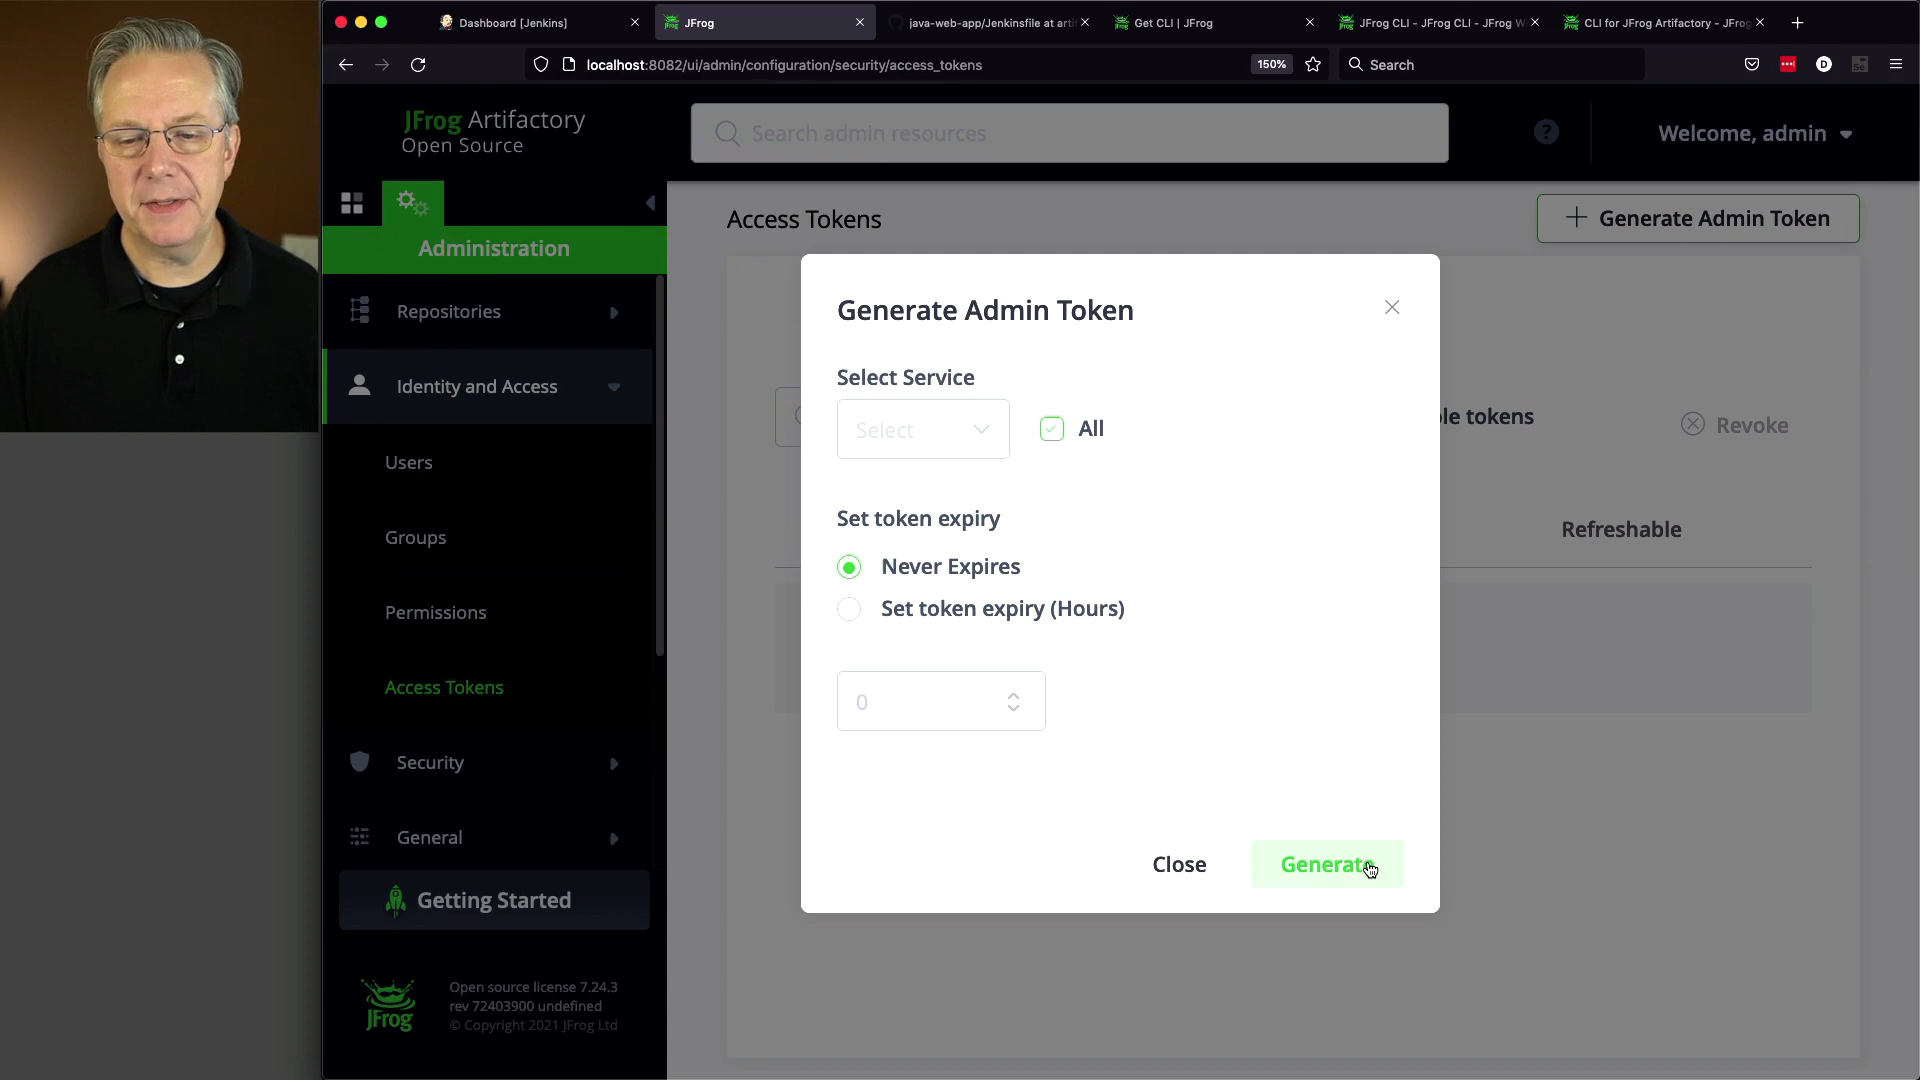 Dashboard [Jenkins]
JFrog
java-web-app/Jenkinsfile at arti
Get CLI | JFrog
JFrog CLI - JFrog CLI - JFrog W
CLI for JFrog Artifactory - JFrog
localhost:8082/ui/admin/configuration/security/access_tokens
150%
Search
JFrog Artifactory
Open Source
Search admin resources
Welcome, admin
Administration
Repositories
Identity and Access
Users
Groups
Permissions
Access Tokens
Security
General
Getting Started
JFrog
Open source license 7.24.3
rev 72403900 undefined
© Copyright 2021 JFrog Ltd
Access Tokens
Generate Admin Token
ble tokens
Revoke
Refreshable
Generate Admin Token
Select Service
Select
All
Set token expiry
Never Expires
Set token expiry (Hours)
0
Close
Generate